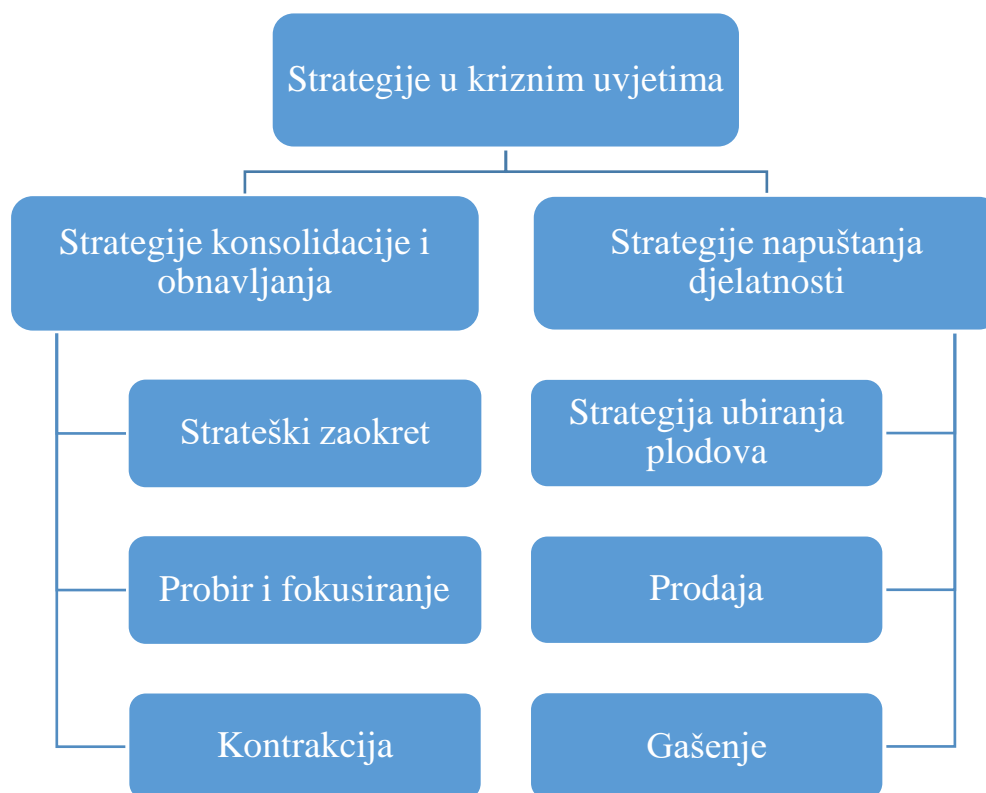 Strategije u kriznim uvjetima
Strategije konsolidacije i
obnavljanja
Strateški zaokret
Probir i fokusiranje
Kontrakcija
Strategije napuštanja
djelatnosti
Strategija ubiranja
plodova
Prodaja
Gašenje